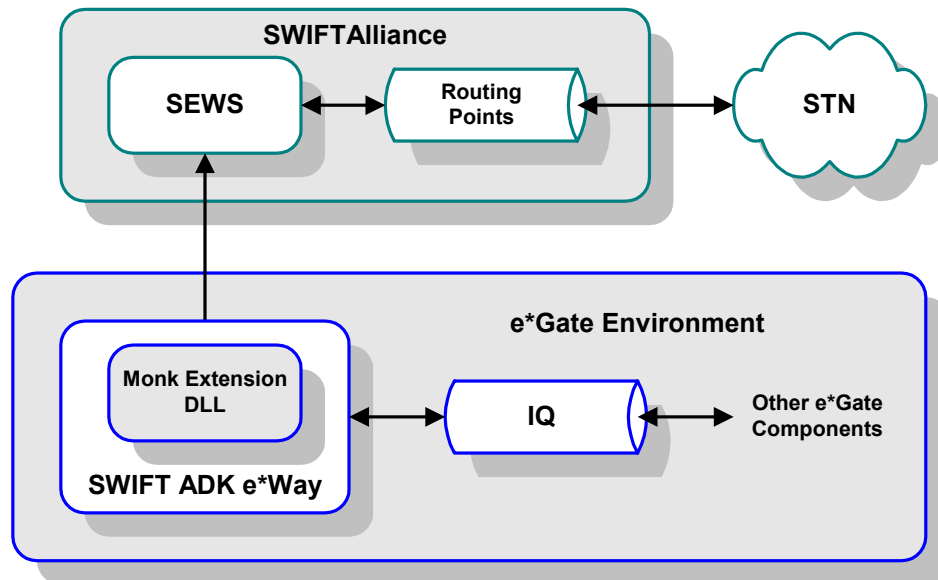 SWIFTAlliance
SEWS
Routing
Points
STN
e*Gate Environment
Monk Extension
DLL
IQ
Other e*Gate
Components
SWIFT ADK e*Way